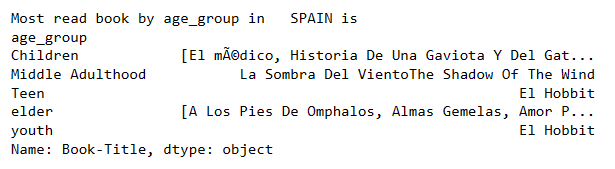 Most read book by age_group in   SPAIN is
age_group
Children             [El mÃ©dico, Historia De Una Gaviota Y Del Gat...
Middle Adulthood            La Sombra Del VientoThe Shadow Of The Wind
Teen                                                         El Hobbit
elder                [A Los Pies De Omphalos, Almas Gemelas, Amor P...
youth                                                        El Hobbit
Name: Book-Title, dtype: object